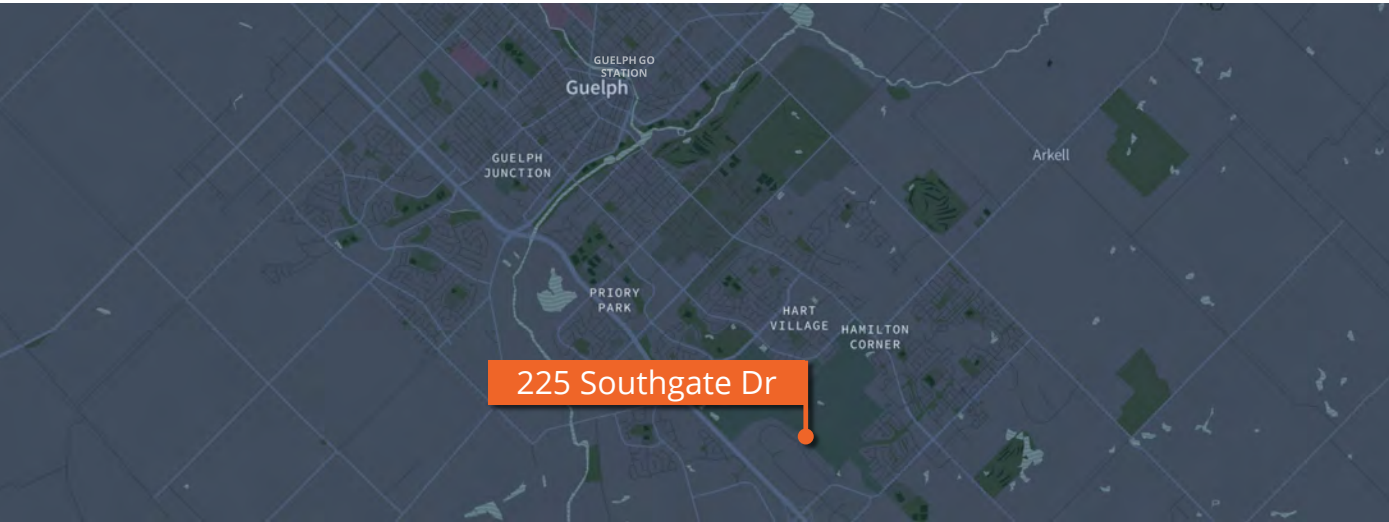 GUELPH GO
STATION
Guelph
Arkell
GUELPH
JUNCTION
PRIORY
PARK
HART
VILLAGE
HAMILTON
CORNER
225 Southgate Dr